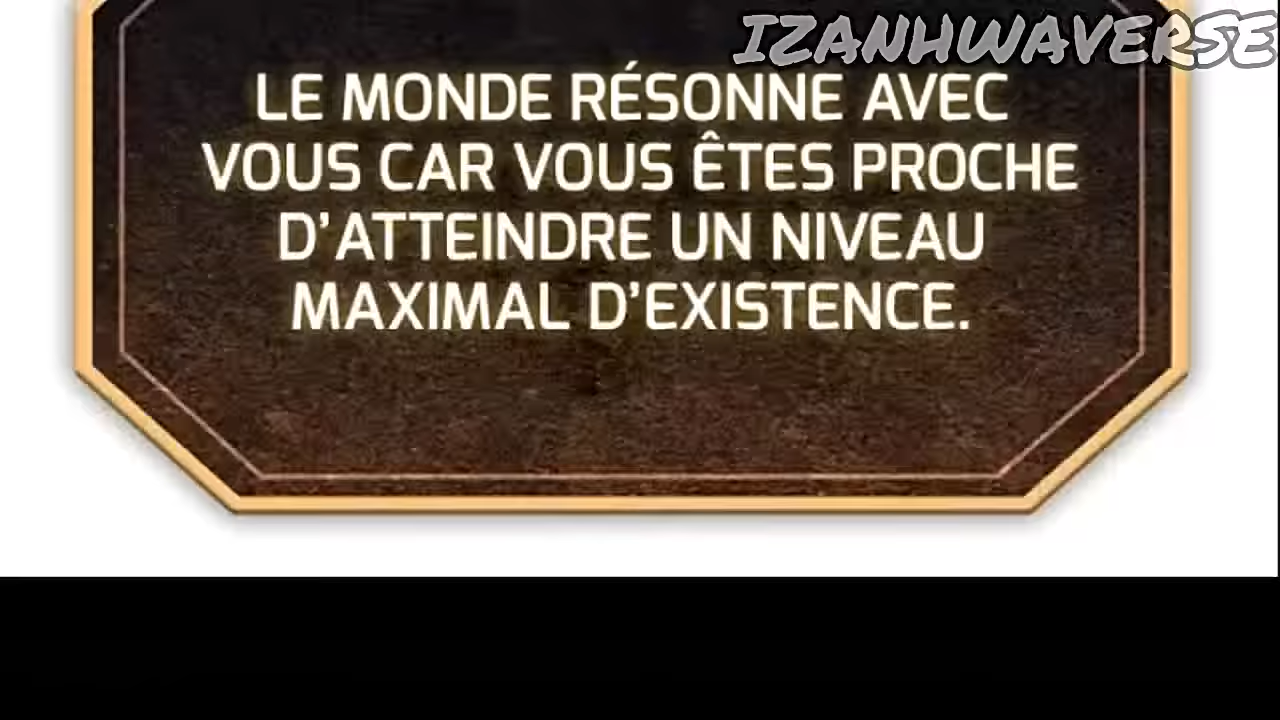 IZANHWAVERSE
LE MONDE RÉSONNE AVEC
VOUS CAR VOUS ÊTES PROCHE
D’ATTEINDRE UN NIVEAU
MAXIMAL D’EXISTENCE.